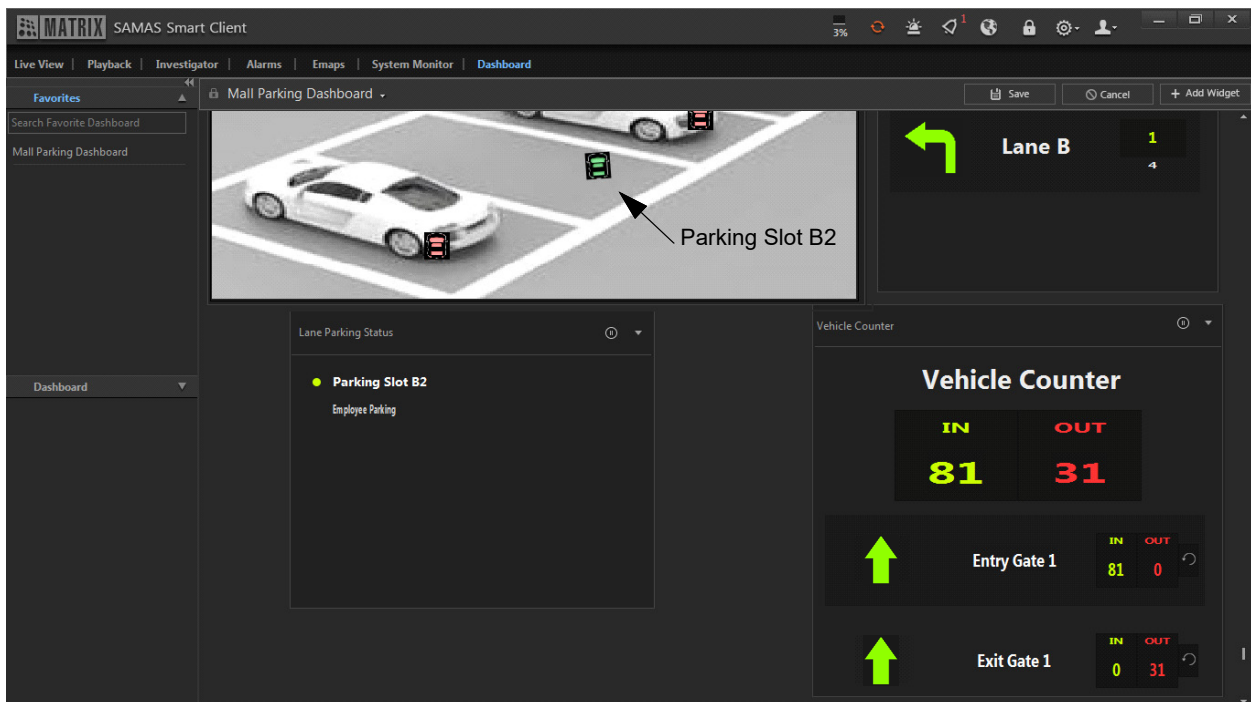 MATRIX SAMAS Smart Client
3%
1
Live View | Playback | Investigator | Alarms | Emaps | System Monitor | Dashboard
Favorites
Mall Parking Dashboard
Save
Cancel
+ Add Widget
Search Favorite Dashboard
Mall Parking Dashboard
Dashboard
Parking Slot B2
Lane B
1
4
Lane Parking Status
Parking Slot B2
Employee Parking
Vehicle Counter
Vehicle Counter
IN OUT
81 31
Entry Gate 1
IN OUT
81 0
Exit Gate 1
IN OUT
0 31